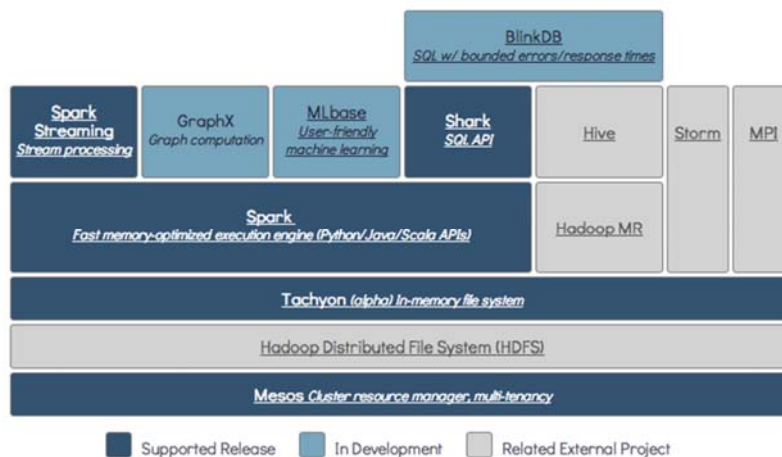 BlinkDB
SQL w/ bounded errors/response times
Spark
Streaming
Stream processing
GraphX
Graph computation
MLbase
User-friendly
machine learning
Shark
SQL API
Hive
Storm
MPI
Spark
Fast memory-optimized execution engine (Python/Java/Scala APIs)
Hadoop MR
Tachyon (alpha) In-memory file system
Hadoop Distributed File System (HDFS)
Mesos Cluster resource manager, multi-tenancy
Supported Release
In Development
Related External Project